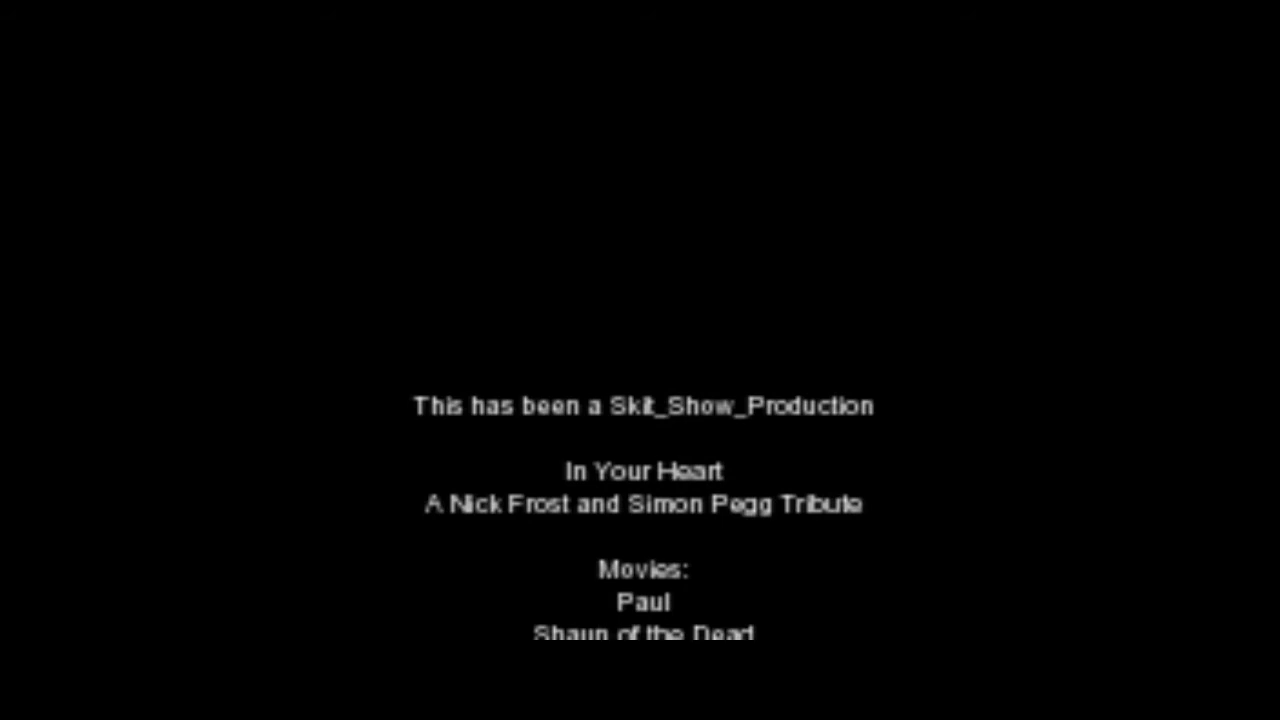 This has been a Skit_Show_Production
In Your Heart
A Nick Frost and Simon Pegg Tribute
Movies:
Paul
Shaun of the Dead